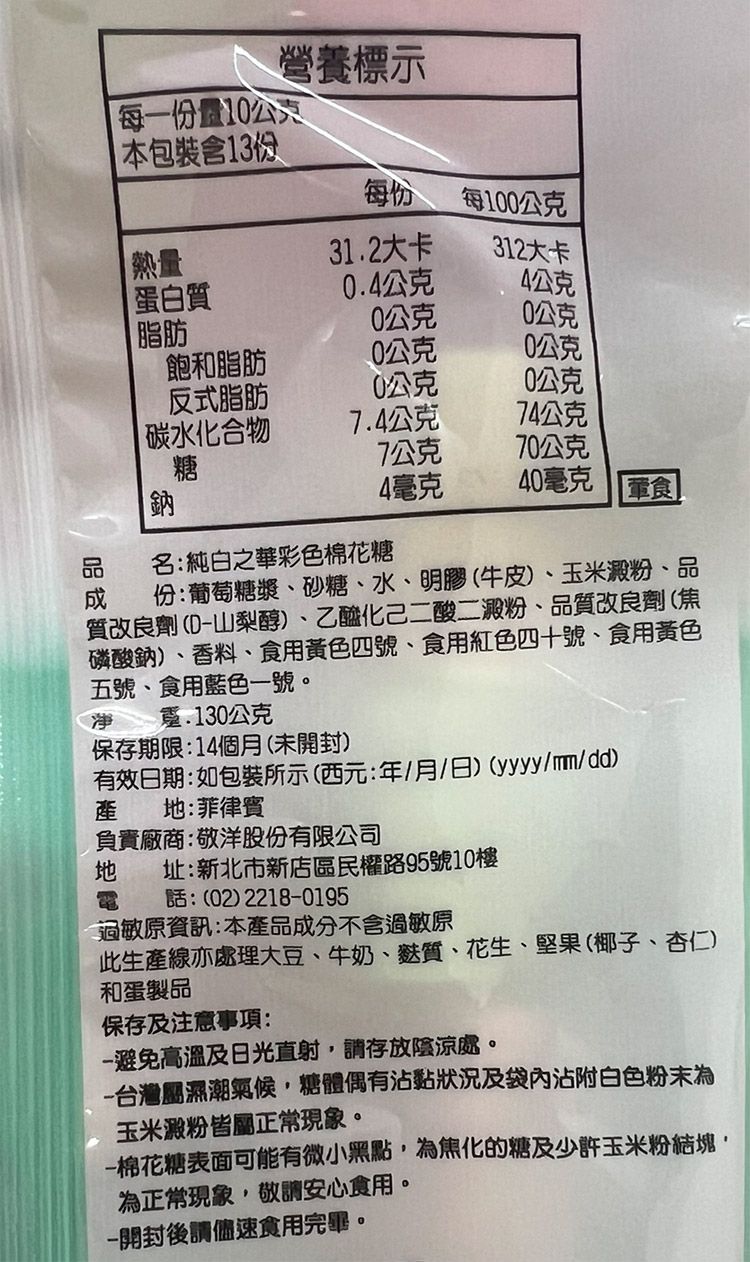 營養標示
每一份量10公克
本包裝含13份
每份 每100公克
熱量 31.2大卡 312大卡
蛋白質 0.4公克 4公克
脂肪 0公克 0公克
飽和脂肪 0公克 0公克
反式脂肪 0公克 0公克
碳水化合物 7.4公克 74公克
糖 7公克 70公克
鈉 4毫克 40毫克
葷食
品 名:純白之華彩色棉花糖
成 份:葡萄糖漿、砂糖、水、明膠(牛皮)、玉米澱粉、品
質改良劑(D-山梨醇)、乙醯化己二酸二澱粉、品質改良劑(焦
磷酸鈉)、香料、食用黃色四號、食用紅色四十號、食用黃色
五號、食用藍色一號。
淨 重:130公克
保存期限:14個月(未開封)
有效日期:如包裝所示(西元:年/月/日)(yyyy/mm/dd)
產 地:菲律賓
負責廠商:敬洋股份有限公司
地 址:新北市新店區民權路95號10樓
電 話:(02)2218-0195
過敏原資訊:本產品成分不含過敏原
此生產線亦處理大豆、牛奶、麩質、花生、堅果(椰子、杏仁)
和蛋製品
保存及注意事項:
-避免高溫及日光直射，請存放陰涼處。
-台灣屬濕潮氣候，糖體偶有沾黏狀況及袋內沾附白色粉末為
玉米澱粉皆屬正常現象。
-棉花糖表面可能有微小黑點，為焦化的糖及少許玉米粉結塊，
為正常現象，敬請安心食用。
-開封後請儘速食用完畢。